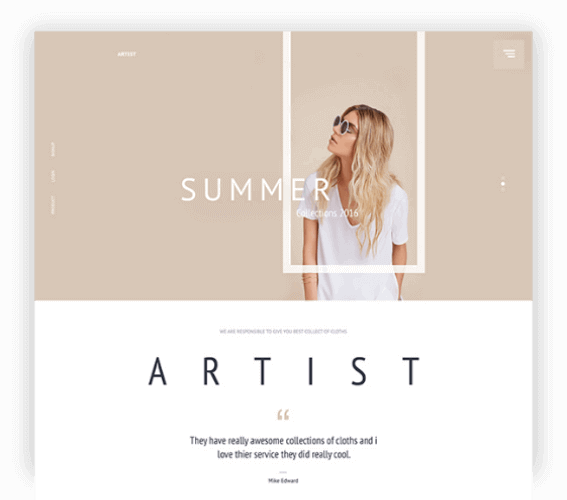 ARTIST
SUMMER
Collections 2016
WE ARE RESPONSIBLE TO GIVE YOU BEST COLLECT OF CLOTHS
ARTIST
“
They have really awesome collections of cloths and i
love thier service they did really cool.
Mike Edward